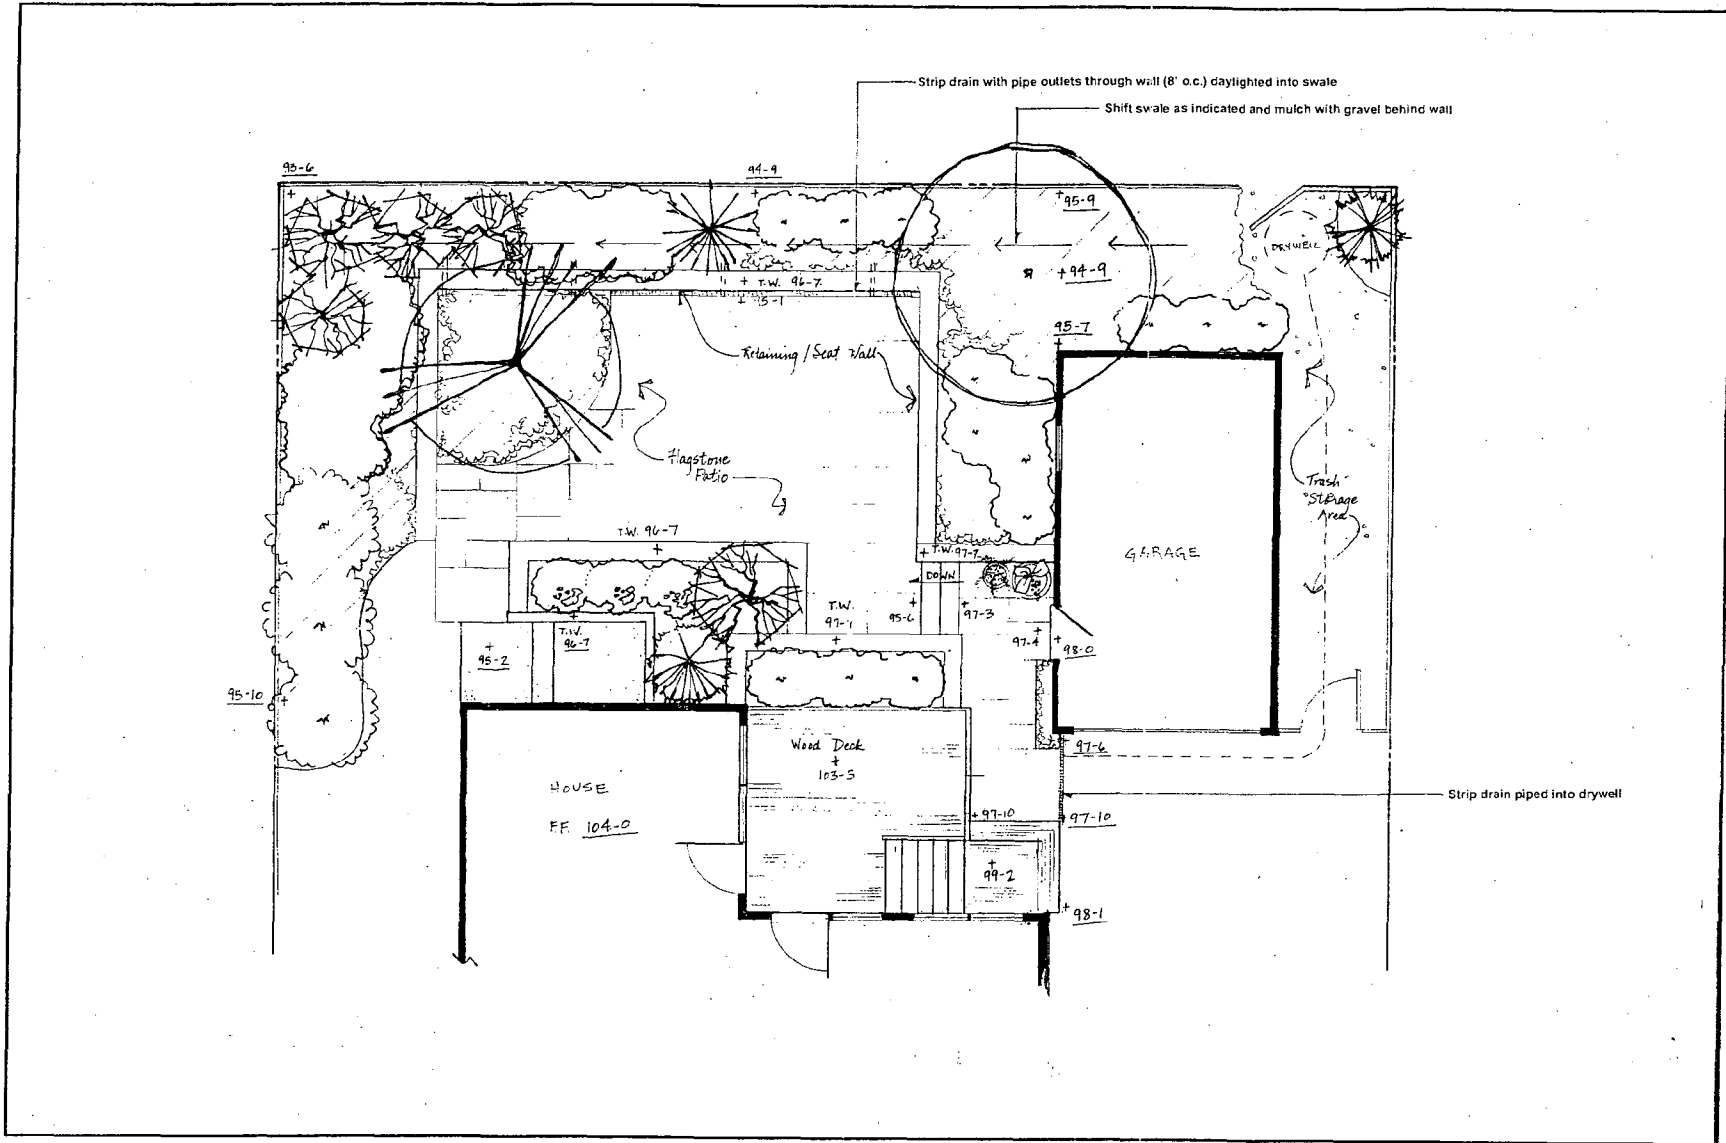 Strip drain with pipe outlets through wall (8' o.c.) daylighted into swale
Shift swale as indicated and mulch with gravel behind wall
93-6
94-9
95-9
DRYWELL
94-9
T.W. 96-7
95-1
95-7
Retaining / Seat Wall
Flagstone
Patio
Trash
Storage
Area
T.W. 96-7
T.W. 97-7
GARAGE
DOWN
T.W.
95-6
97-3
T.W.
96-7
97-4
98-0
95-2
95-10
Wood Deck
103-5
97-6
HOUSE
F.F. 104-0
Strip drain piped into drywell
97-10
97-10
99-2
98-1